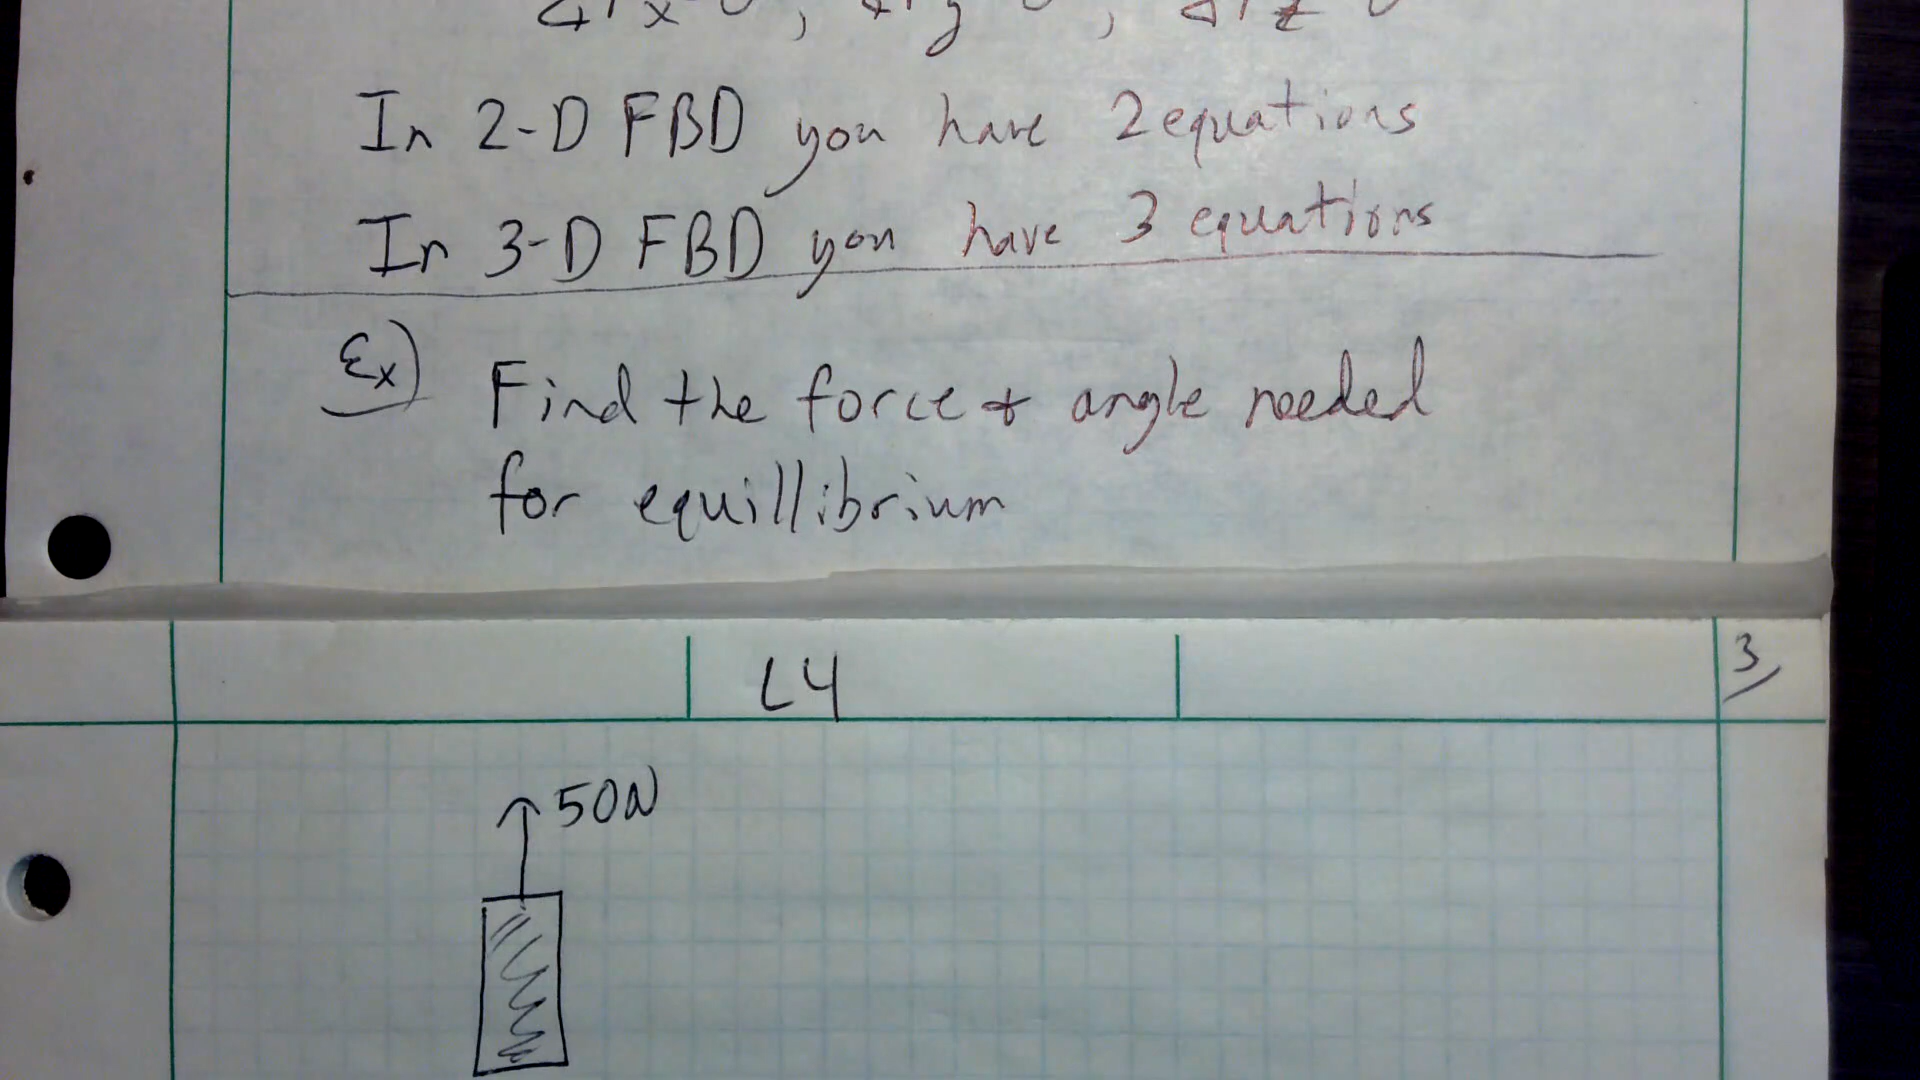 In 2-D FBD you have 2 equations
In 3-D FBD you have 3 equations
Ex) Find the force + angle needed
for equillibrium
L4
3
50N